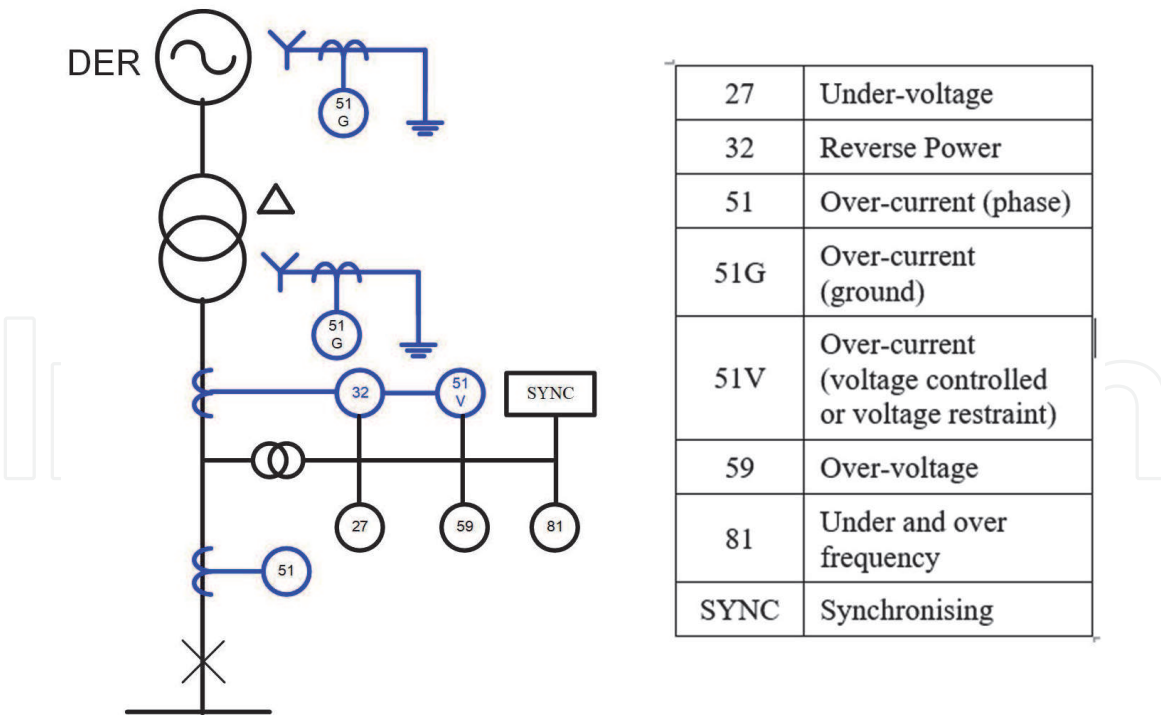 DER
51
G
51
G
32
51
V
SYNC
27
59
81
51
27 Under-voltage
32 Reverse Power
51 Over-current (phase)
51G Over-current
(ground)
51V Over-current
(voltage controlled
or voltage restraint)
59 Over-voltage
81 Under and over
frequency
SYNC Synchronising